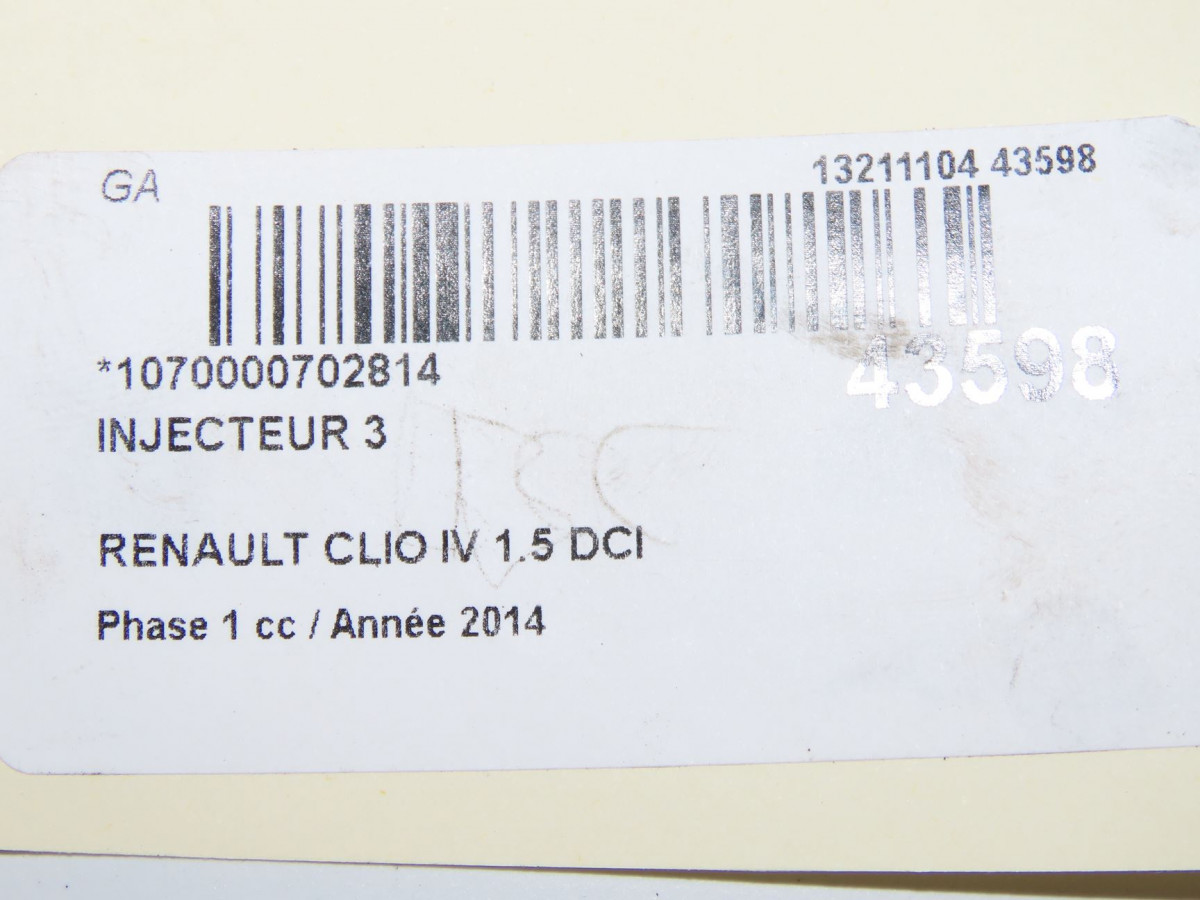 GA
13211104 43598
*1070000702814
43598
INJECTEUR 3
RENAULT CLIO IV 1.5 DCI
Phase 1 cc / Année 2014